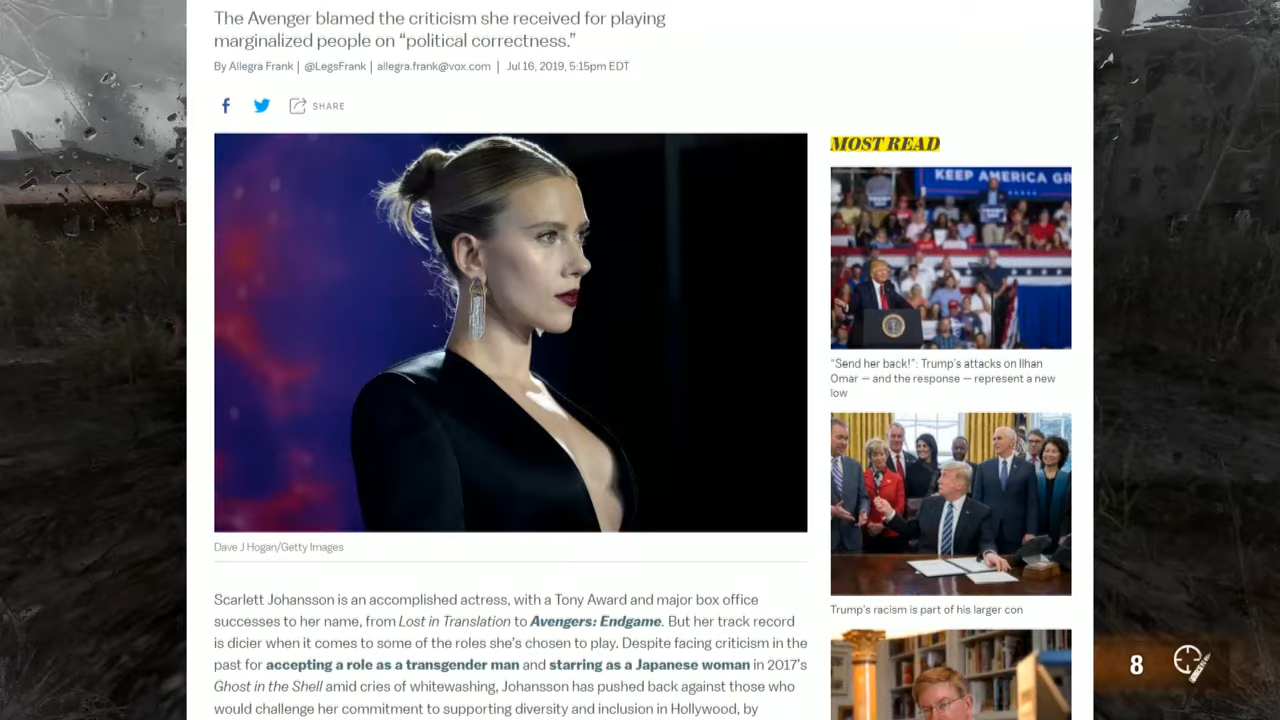 The Avenger blamed the criticism she received for playing
marginalized people on “political correctness.”
By Allegra Frank | @LegsFrank | allegra.frank@vox.com | Jul 16, 2019, 5:15pm EDT
SHARE
MOST READ
KEEP AMERICA GR
“Send her back!”: Trump’s attacks on Ilhan
Omar — and the response — represent a new
low
Dave J Hogan/Getty Images
Scarlett Johansson is an accomplished actress, with a Tony Award and major box office
successes to her name, from Lost in Translation to Avengers: Endgame. But her track record
is dicier when it comes to some of the roles she’s chosen to play. Despite facing criticism in the
past for accepting a role as a transgender man and starring as a Japanese woman in 2017’s
Ghost in the Shell amid cries of whitewashing, Johansson has pushed back against those who
would challenge her commitment to supporting diversity and inclusion in Hollywood, by
Trump’s racism is part of his larger con
8